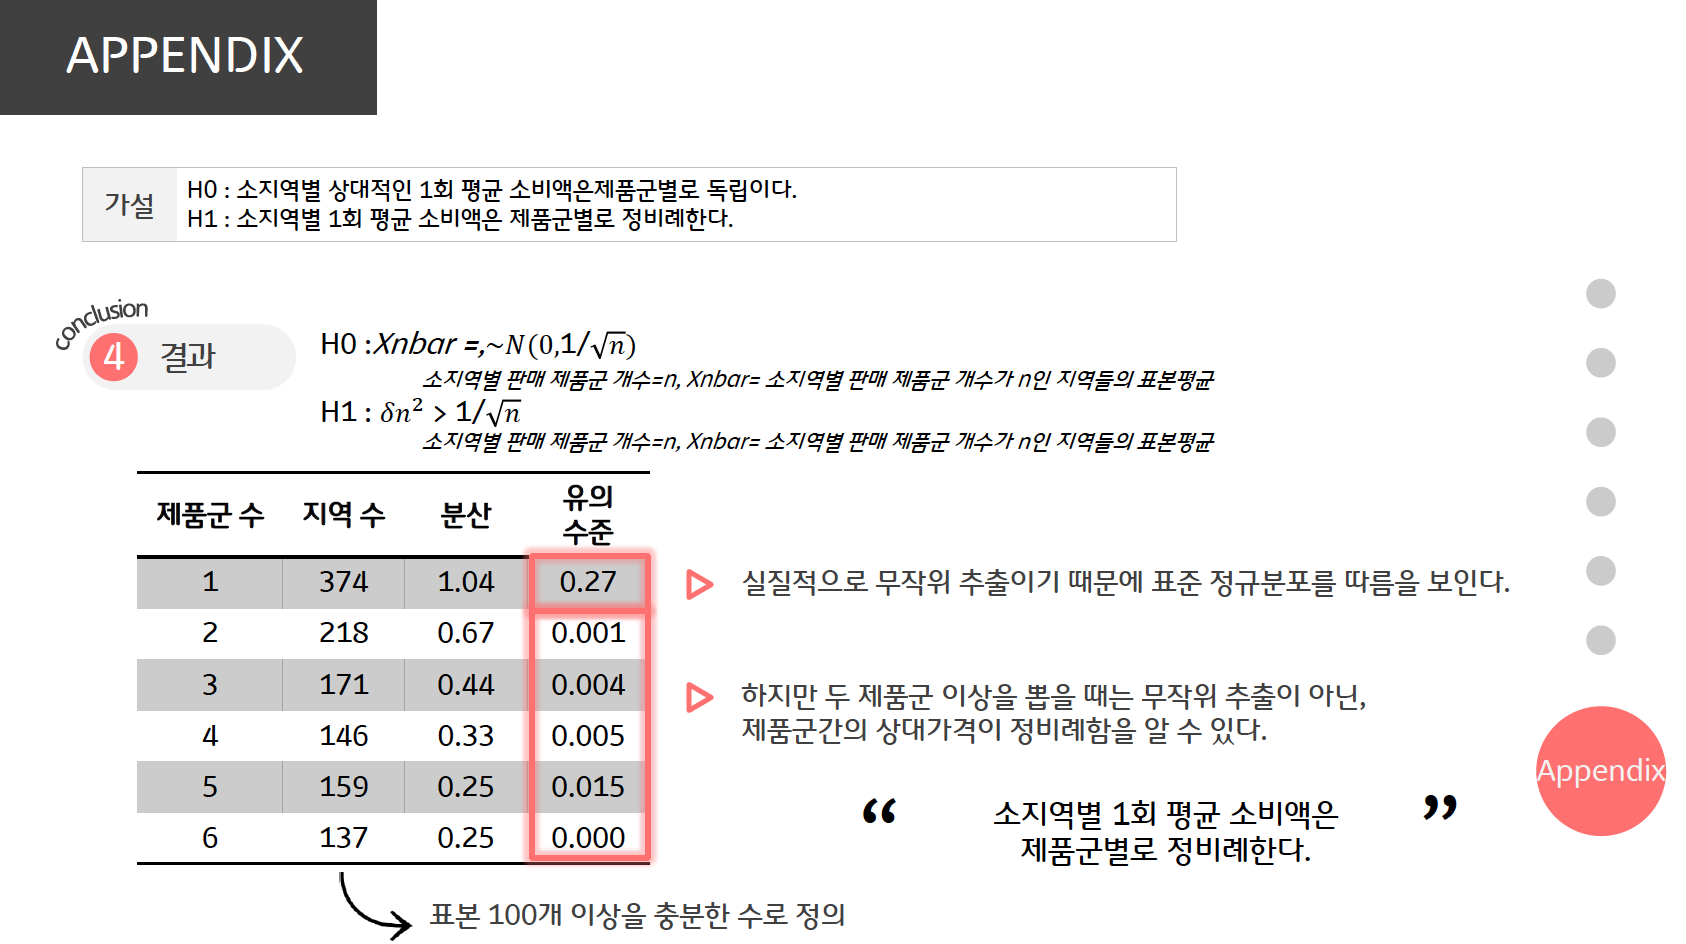 APPENDIX
가설
H0 : 소지역별 상대적인 1회 평균 소비액은제품군별로 독립이다.
H1 : 소지역별 1회 평균 소비액은 제품군별로 정비례한다.
conclusion
4 결과
H0 :Xnbar =,~N(0,1/√n)
소지역별 판매 제품군 개수=n, Xnbar= 소지역별 판매 제품군 개수가 n인 지역들의 표본평균
H1 : δn² > 1/√n
소지역별 판매 제품군 개수=n, Xnbar= 소지역별 판매 제품군 개수가 n인 지역들의 표본평균
제품군 수 지역 수 분산 유의
수준
1 374 1.04 0.27
2 218 0.67 0.001
3 171 0.44 0.004
4 146 0.33 0.005
5 159 0.25 0.015
6 137 0.25 0.000
실질적으로 무작위 추출이기 때문에 표준 정규분포를 따름을 보인다.
하지만 두 제품군 이상을 뽑을 때는 무작위 추출이 아닌,
제품군간의 상대가격이 정비례함을 알 수 있다.
“ 소지역별 1회 평균 소비액은 ”
제품군별로 정비례한다.
표본 100개 이상을 충분한 수로 정의
Appendix